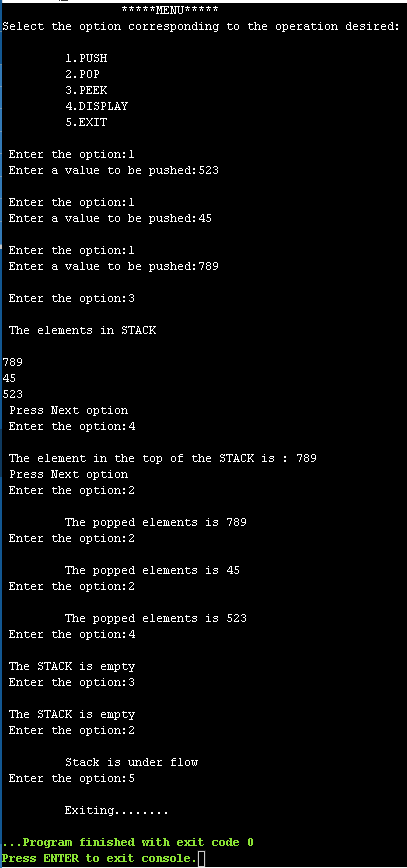 *****MENU*****
Select the option corresponding to the operation desired:
1.PUSH
2.POP
3.PEEK
4.DISPLAY
5.EXIT
Enter the option:1
Enter a value to be pushed:523
Enter the option:1
Enter a value to be pushed:45
Enter the option:1
Enter a value to be pushed:789
Enter the option:3
The elements in STACK
789
45
523
Press Next option
Enter the option:4
The element in the top of the STACK is : 789
Press Next option
Enter the option:2
The popped elements is 789
Enter the option:2
The popped elements is 45
Enter the option:2
The popped elements is 523
Enter the option:4
The STACK is empty
Enter the option:3
The STACK is empty
Enter the option:2
Stack is under flow
Enter the option:5
Exiting........
...Program finished with exit code 0
Press ENTER to exit console.